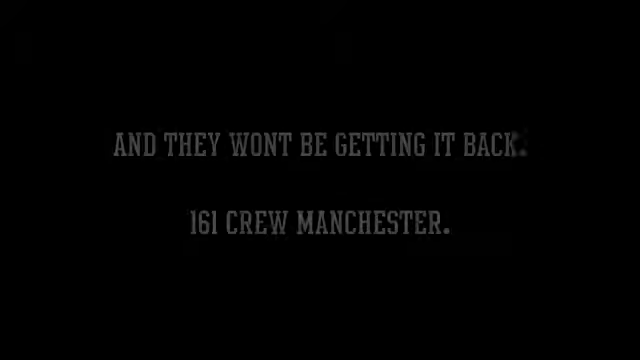 AND THEY WONT BE GETTING IT BACK.
161 CREW MANCHESTER.